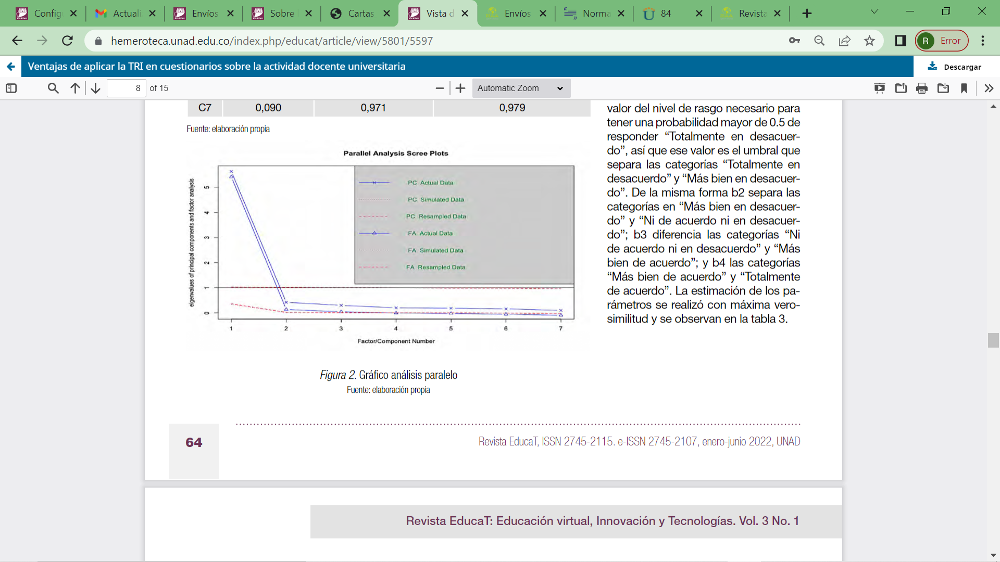 Config
Actuali
Envíos
Sobre
Cartas_
Vista d
Envíos
Norma
84
Revista
hemeroteca.unad.edu.co/index.php/educat/article/view/5801/5597
R Error
Ventajas de aplicar la TRI en cuestionarios sobre la actividad docente universitaria
Descargar
8 of 15
Automatic Zoom
C7 0,090 0,971 0,979
Fuente: elaboración propia
Parallel Analysis Scree Plots
eigenvalues of principal components and factor analysis
5
4
3
2
1
0
PC Actual Data
PC Simulated Data
PC Resampled Data
FA Actual Data
FA Simulated Data
FA Resampled Data
1 2 3 4 5 6 7
Factor/Component Number
Figura 2. Gráfico análisis paralelo
Fuente: elaboración propia
valor del nivel de rasgo necesario para
tener una probabilidad mayor de 0.5 de
responder “Totalmente en desacuer-
do”, así que ese valor es el umbral que
separa las categorías “Totalmente en
desacuerdo” y “Más bien en desacuer-
do”. De la misma forma b2 separa las
categorías en “Más bien en desacuer-
do” y “Ni de acuerdo ni en desacuer-
do”; b3 diferencia las categorías “Ni
de acuerdo ni en desacuerdo” y “Más
bien de acuerdo”; y b4 las categorías
“Más bien de acuerdo” y “Totalmente
de acuerdo”. La estimación de los pa-
rámetros se realizó con máxima vero-
similitud y se observan en la tabla 3.
64
Revista EducaT, ISSN 2745-2115. e-ISSN 2745-2107, enero-junio 2022, UNAD
Revista EducaT: Educación virtual, Innovación y Tecnologías. Vol. 3 No. 1